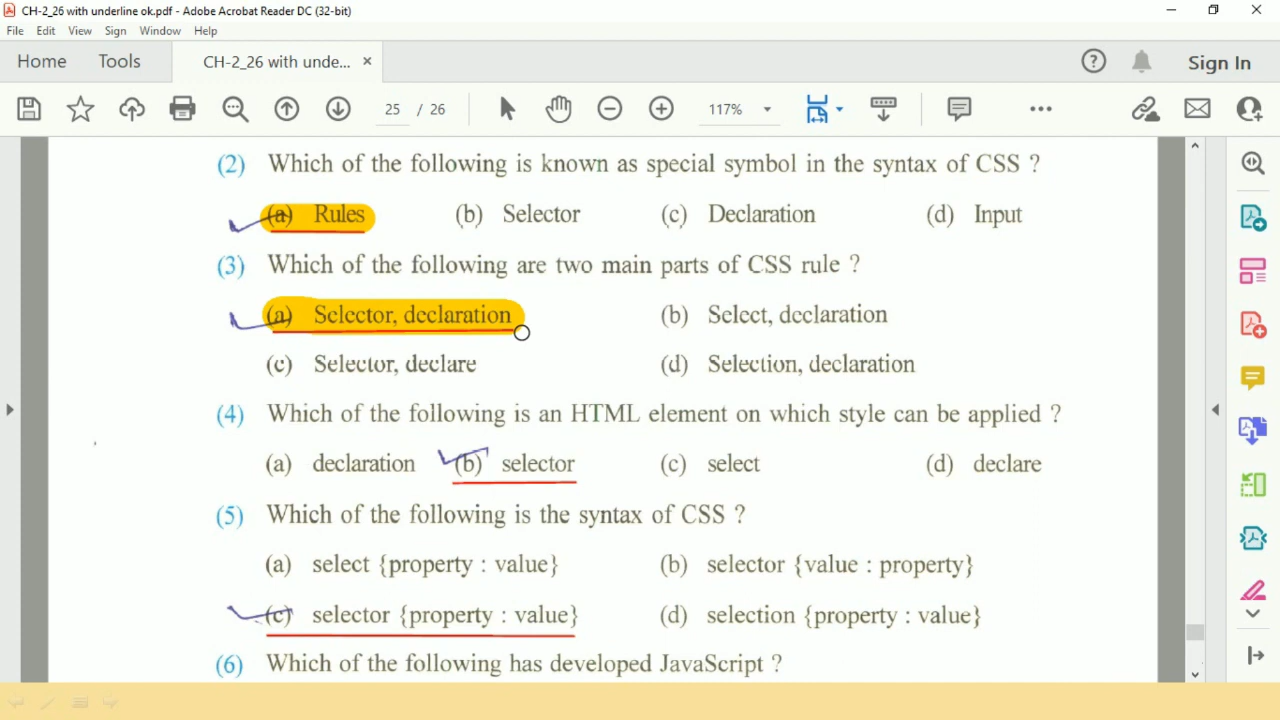 CH-2_26 with underline ok.pdf - Adobe Acrobat Reader DC (32-bit)
File Edit View Sign Window Help
Home Tools CH-2_26 with unde... × Sign In
25 / 26 117%
(2) Which of the following is known as special symbol in the syntax of CSS ?
(a) Rules (b) Selector (c) Declaration (d) Input
(3) Which of the following are two main parts of CSS rule ?
(a) Selector, declaration (b) Select, declaration
(c) Selector, declare (d) Selection, declaration
(4) Which of the following is an HTML element on which style can be applied ?
(a) declaration (b) selector (c) select (d) declare
(5) Which of the following is the syntax of CSS ?
(a) select {property : value} (b) selector {value : property}
(c) selector {property : value} (d) selection {property : value}
(6) Which of the following has developed JavaScript ?